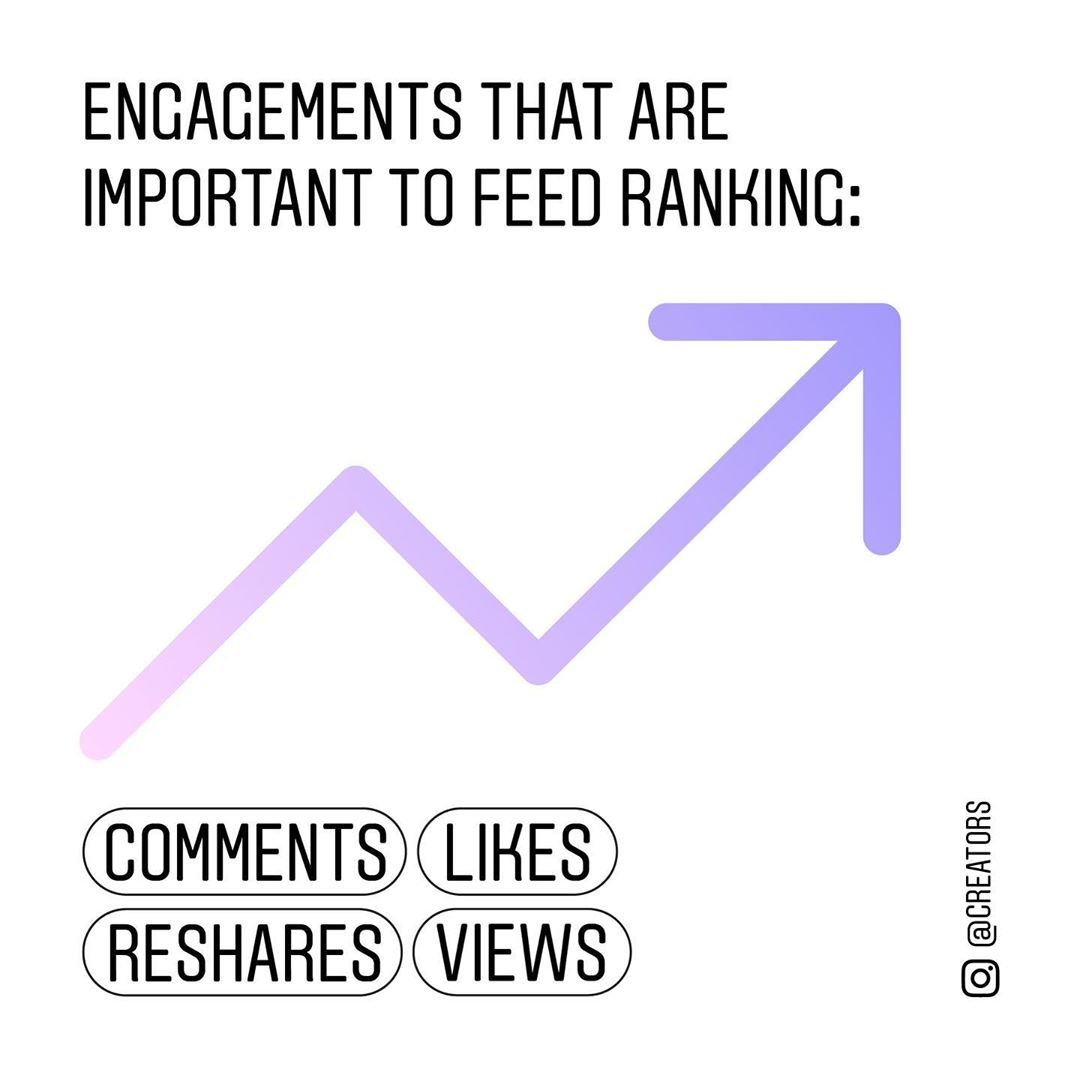 ENGAGEMENTS THAT ARE
IMPORTANT TO FEED RANKING:
COMMENTS LIKES
RESHARES VIEWS
@CREATORS